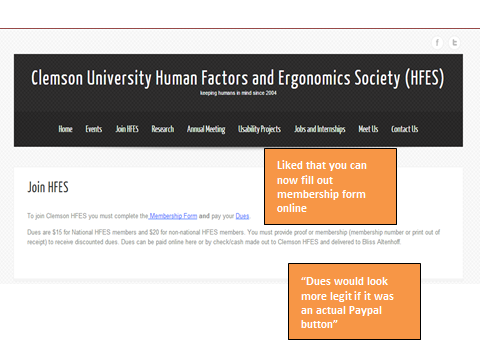 Clemson University Human Factors and Ergonomics Society (HFES)
keeping humans in mind since 2004
Home Events Join HFES Research Annual Meeting Usability Projects Jobs and Internships Meet Us Contact Us
Liked that you can
now fill out
membership form
online
Join HFES
To join Clemson HFES you must complete the Membership Form and pay your Dues.
Dues are $15 for National HFES members and $20 for non-national HFES members. You must provide proof or membership (membership number or print out of
receipt) to receive discounted dues. Dues can be paid online here or by check/cash made out to Clemson HFES and delivered to Bliss Altenhoff.
“Dues would look
more legit if it was
an actual Paypal
button”